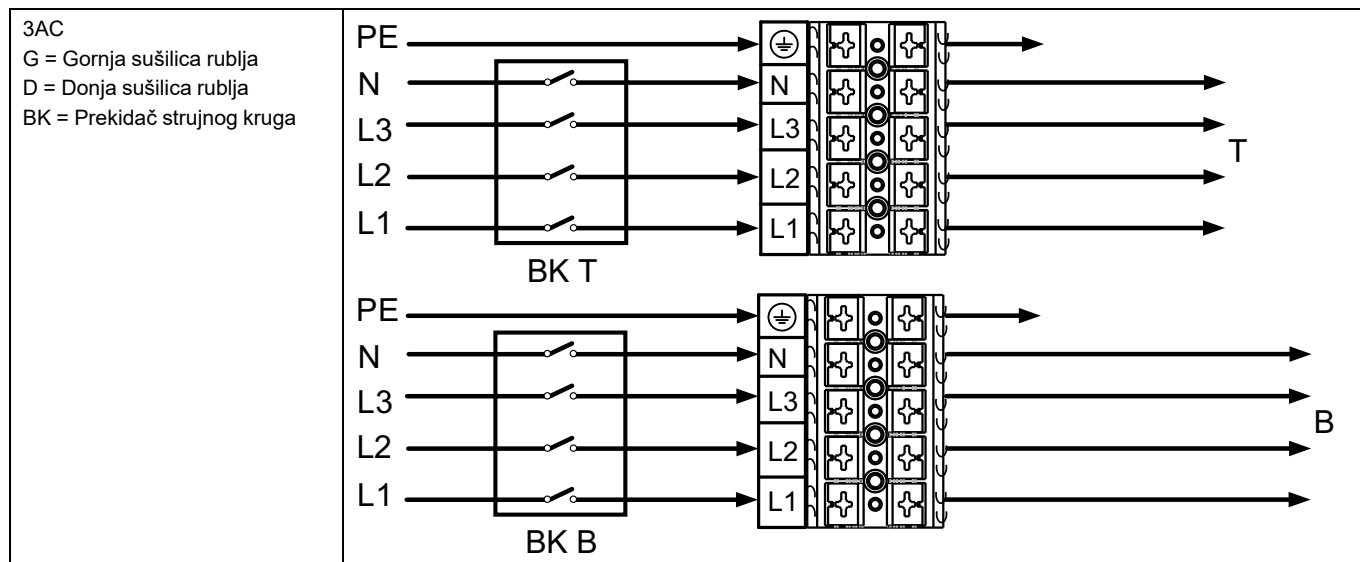 3AC
G = Gornja sušilica rublja
D = Donja sušilica rublja
BK = Prekidač strujnog kruga
PE
N
N
L3
L3
T
L2
L2
L1
L1
BK T
PE
N
N
L3
L3
B
L2
L2
L1
L1
BK B